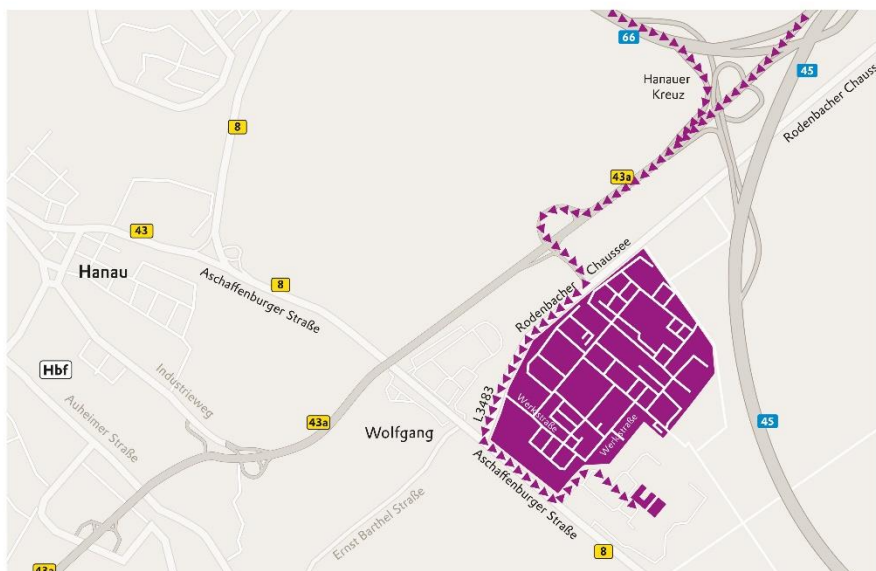 66
45
Hanauer
Kreuz
Rodenbacher Chauss
8
43a
43
Hanau
Aschaffenburger Straße
8
Rodenbacher Chaussee
Hbf
Industrieweg
Auheimer Straße
43a
L3483
Werkstraße
Werkstraße
45
Wolfgang
Aschaffenburger Straße
Ernst Barthel Straße
8
43a